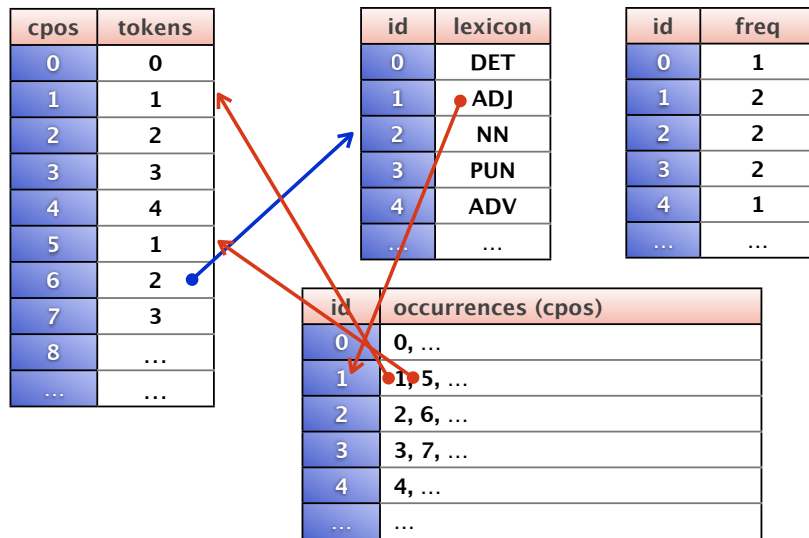 cpos tokens
0 0
1 1
2 2
3 3
4 4
5 1
6 2
7 3
8 ...
... ...
id lexicon
0 DET
1 ADJ
2 NN
3 PUN
4 ADV
... ...
id freq
0 1
1 2
2 2
3 2
4 1
... ...
id occurrences (cpos)
0 0, ...
1 1, 5, ...
2 2, 6, ...
3 3, 7, ...
4 4, ...
... ...